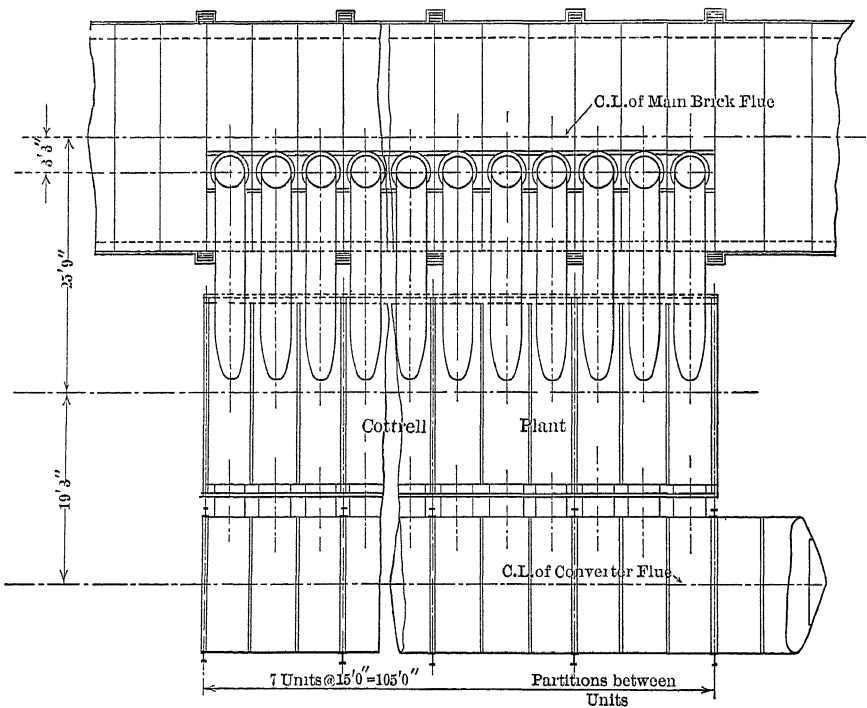 C.L.of Main Brick Flue
3'3"
25'9"
Cottrell Plant
19'3"
C.L.of Converter Flue
7 Units@15'0"=105'0"
Partitions between
Units